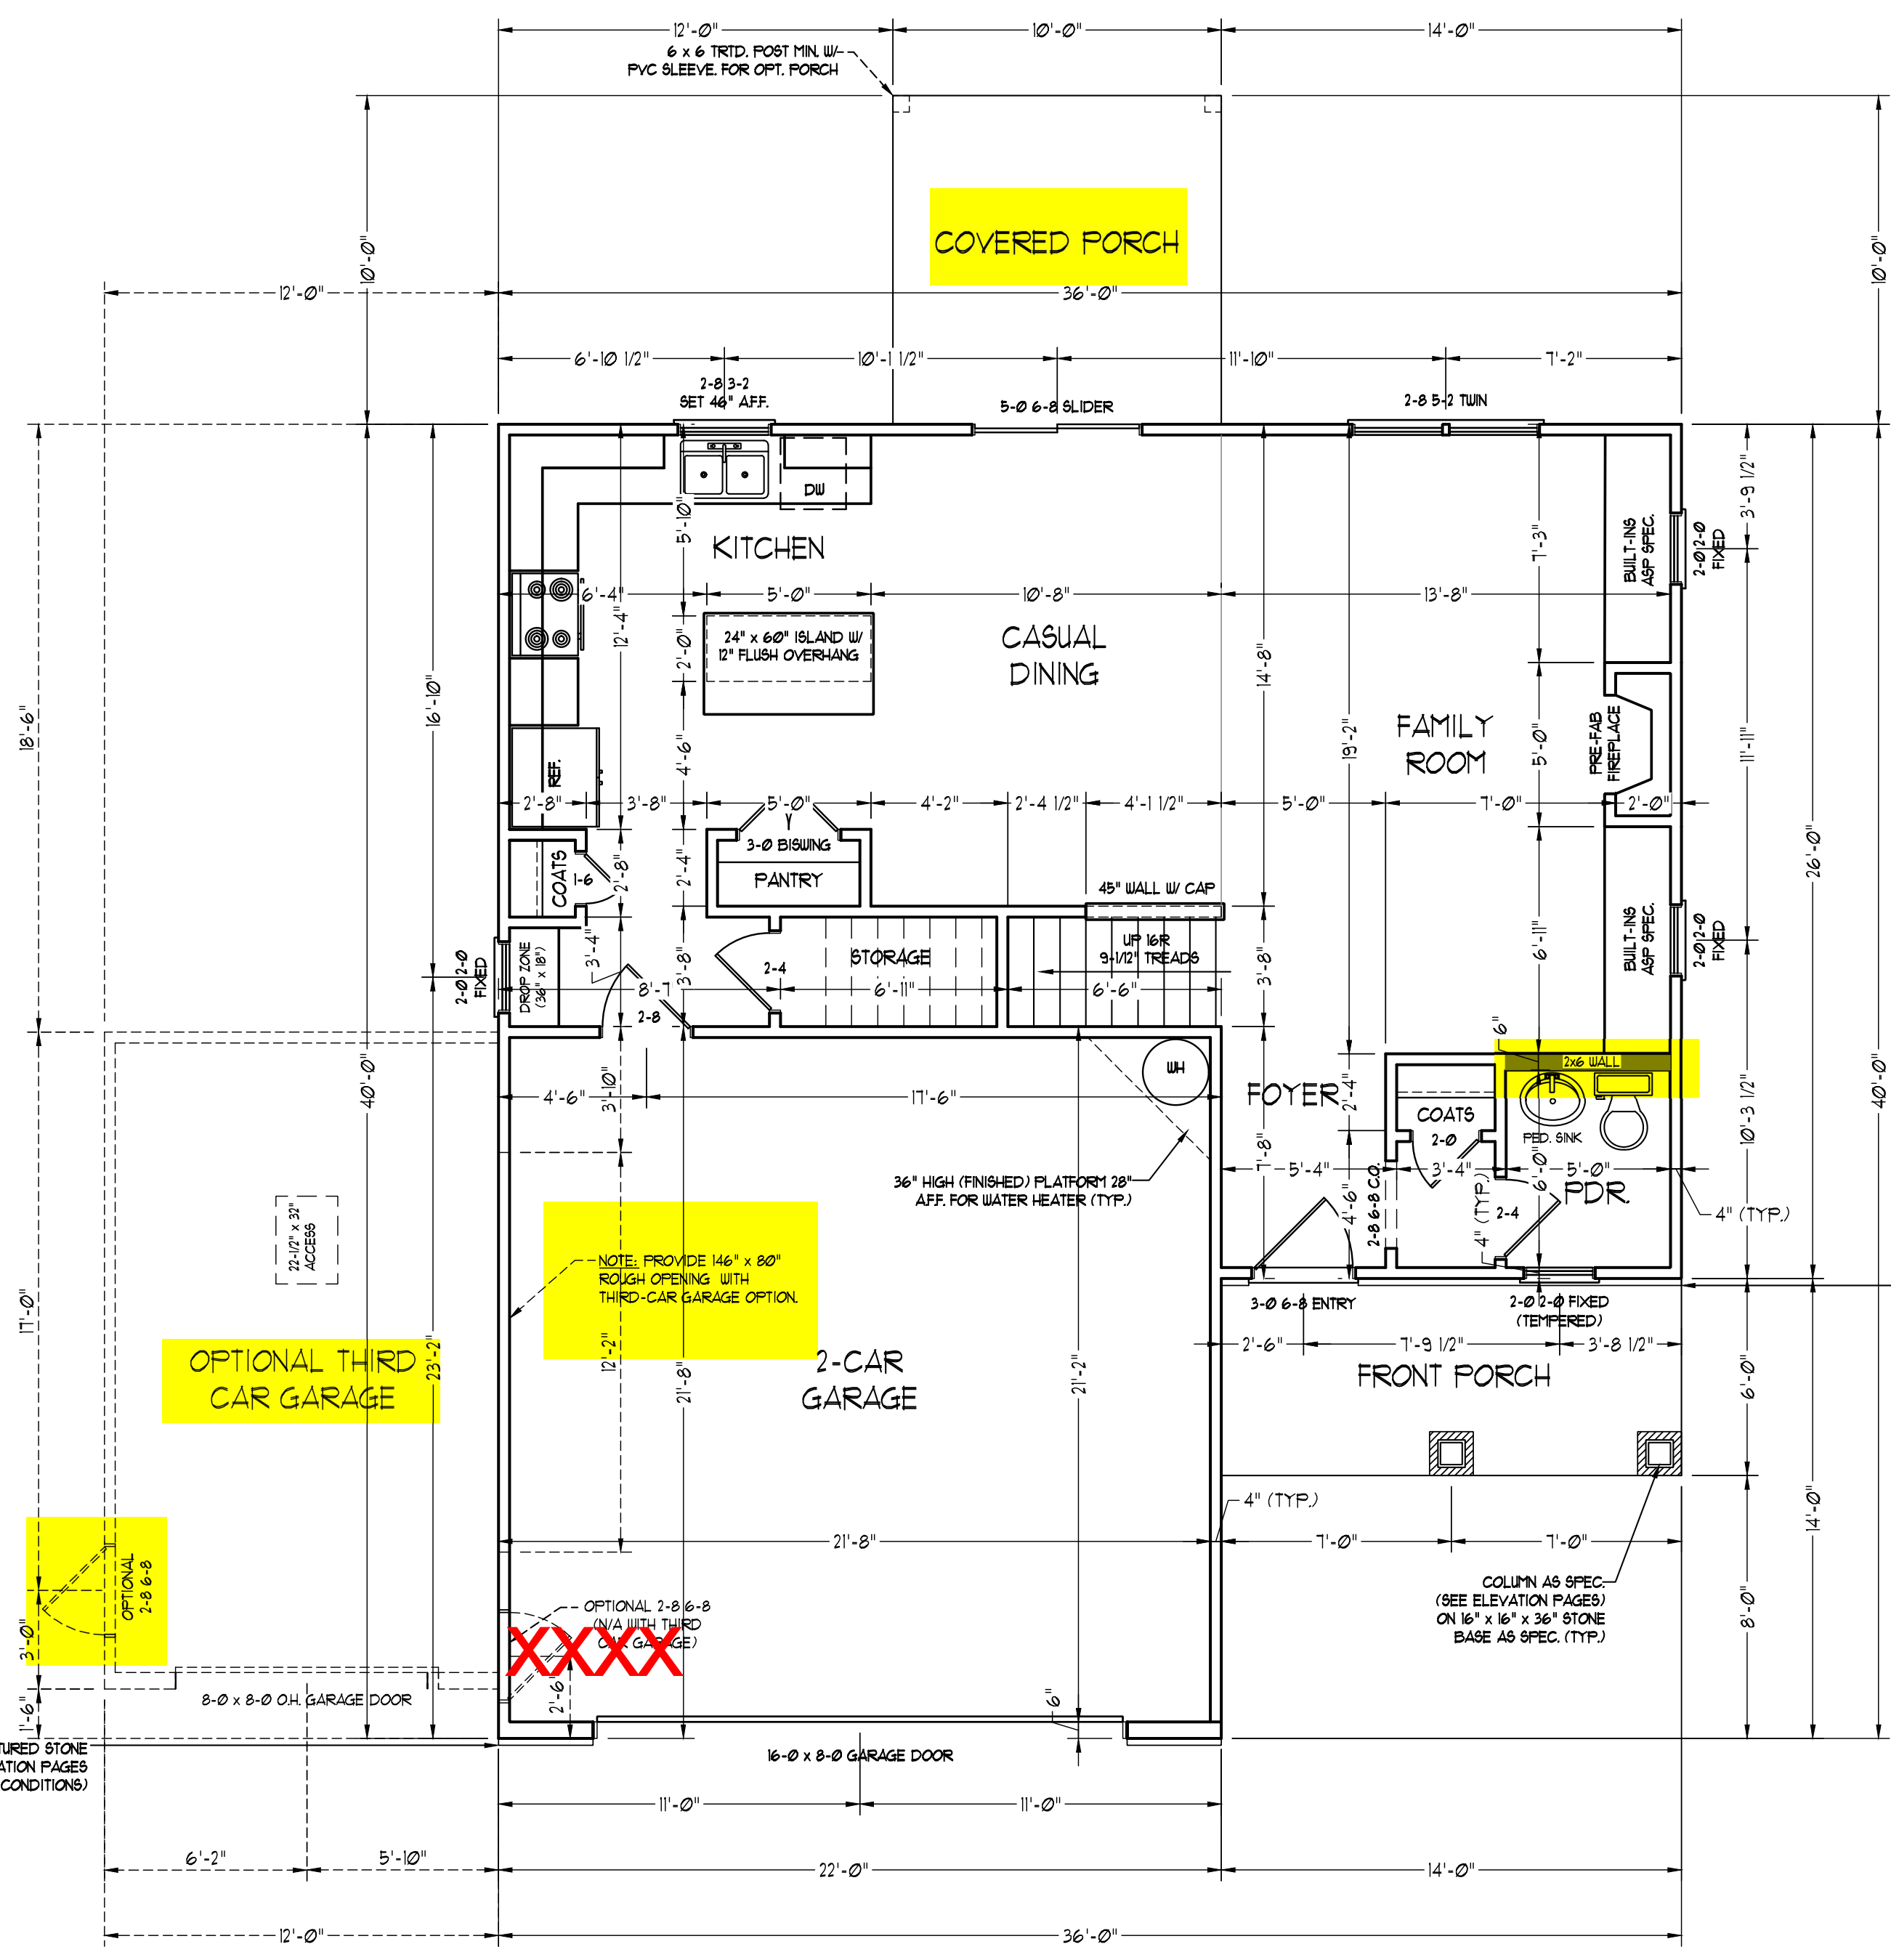 12'-0" 10'-0" 14'-0"
6 x 6 TRTD. POST MIN. W/
PVC SLEEVE. FOR OPT. PORCH
COVERED PORCH
10'-0"
10'-0"
12'-0" 36'-0"
6'-10 1/2" 10'-1 1/2" 11'-10" 7'-2"
2-8 3-2
SET 46" A.F.F.
5-0 6-8 SLIDER
2-8 5-2 TWIN
DW
5'-10"
KITCHEN
7'-3"
BUILT-INS
ASP SPEC.
2-0 2-0
FIXED
3'-9 1/2"
6'-4" 5'-0" 10'-8" 13'-8"
12'-4"
2'-0"
24" x 60" ISLAND W/
12" FLUSH OVERHANG
CASUAL
DINING
14'-8"
16'-10"
18'-6"
4'-6"
19'-2"
FAMILY
ROOM
5'-0"
PRE-FAB
FIREPLACE
11'-11"
REF.
2'-8" 3'-8" 5'-0" 4'-2" 2'-4 1/2" 4'-1 1/2" 5'-0" 7'-0" 2'-0"
3-0 BISWING
PANTRY
COATS
1-6
2'-8"
2'-4"
45" WALL W/ CAP
26'-0"
6'-11"
BUILT-INS
ASP SPEC.
2-0 2-0
FIXED
2-0 2-0
FIXED
DROP ZONE
(36" x 18")
3'-4"
3'-8"
STORAGE
2-4
UP 16R
9-1/12" TREADS
3'-8"
8'-7 6'-11" 6'-6"
2-8
6"
2x6 WALL
WH
40'-0"
4'-6" 17'-6"
3'-10"
FOYER
2'-4"
COATS
2-0
PED. SINK
10'-3 1/2"
40'-0"
7'-8"
5'-4" 3'-4" 5'-0"
36" HIGH (FINISHED) PLATFORM 28"
A.F.F. FOR WATER HEATER (TYP.)
4'-6"
2-8 6-8 C.O.
4" (TYP.)
2-4
6'-0"
PDR.
4" (TYP.)
22-1/2" x 32"
ACCESS
NOTE: PROVIDE 146" x 80"
ROUGH OPENING WITH
THIRD-CAR GARAGE OPTION.
3-0 6-8 ENTRY
2-0 2-0 FIXED
(TEMPERED)
17'-0"
2'-6" 7'-9 1/2" 3'-8 1/2"
OPTIONAL THIRD
CAR GARAGE
23'-2"
12'-2"
21'-8"
2-CAR
GARAGE
21'-2"
FRONT PORCH
6'-0"
4" (TYP.)
14'-0"
21'-8" 7'-0" 7'-0"
OPTIONAL
2-8 6-8
3'-0"
OPTIONAL 2-8 6-8
(N/A WITH THIRD
CAR GARAGE)
XXXX
COLUMN AS SPEC.
(SEE ELEVATION PAGES)
ON 16" x 16" x 36" STONE
BASE AS SPEC. (TYP.)
8'-0"
1'-6"
8-0 x 8-0 O.H. GARAGE DOOR
2'-6"
6"
TURED STONE
ATION PAGES
CONDITIONS)
16-0 x 8-0 GARAGE DOOR
11'-0" 11'-0"
6'-2" 5'-10" 22'-0" 14'-0"
12'-0" 36'-0"